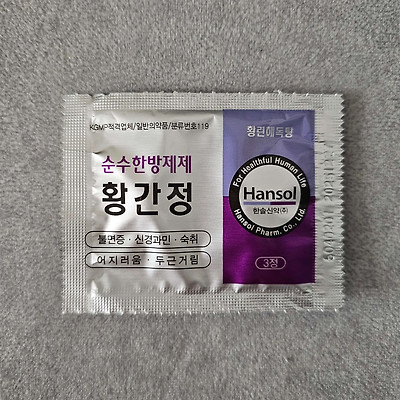 KGMP적격업체/일반의약품/분류번호119
순수한방제제
황간정
불면증 · 신경과민 · 숙취
어지러움 · 두근거림
황련해독탕
For Healthful Human Life
Hansol
한솔신약(주)
Hansol Pharm. Co., Ltd.
3정